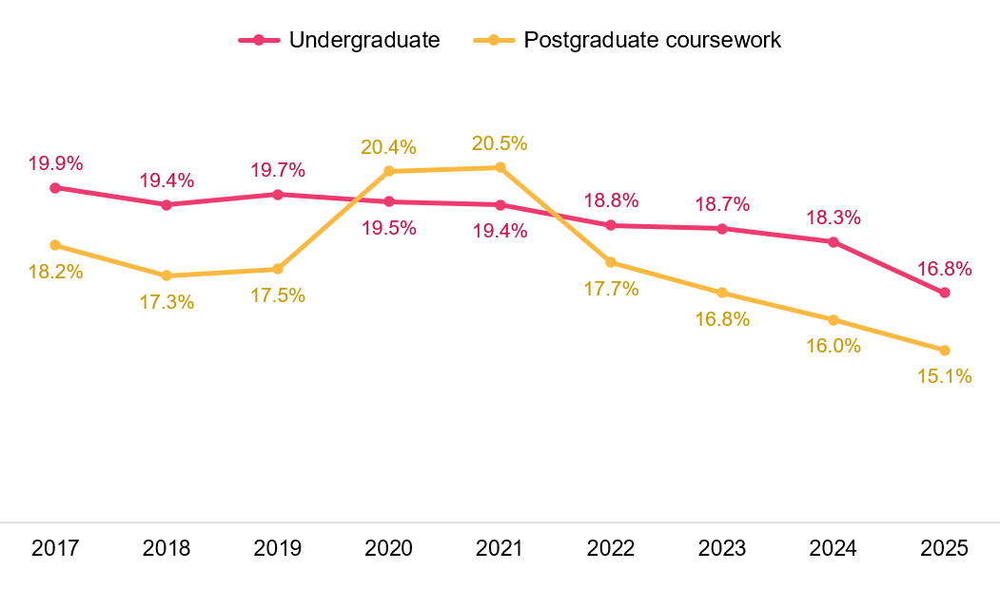 Undergraduate Postgraduate coursework
20.4% 20.5%
19.9% 19.4% 19.7% 18.8% 18.7% 18.3%
19.5% 19.4%
16.8%
18.2% 17.3% 17.5% 17.7% 16.8% 16.0% 15.1%
2017 2018 2019 2020 2021 2022 2023 2024 2025